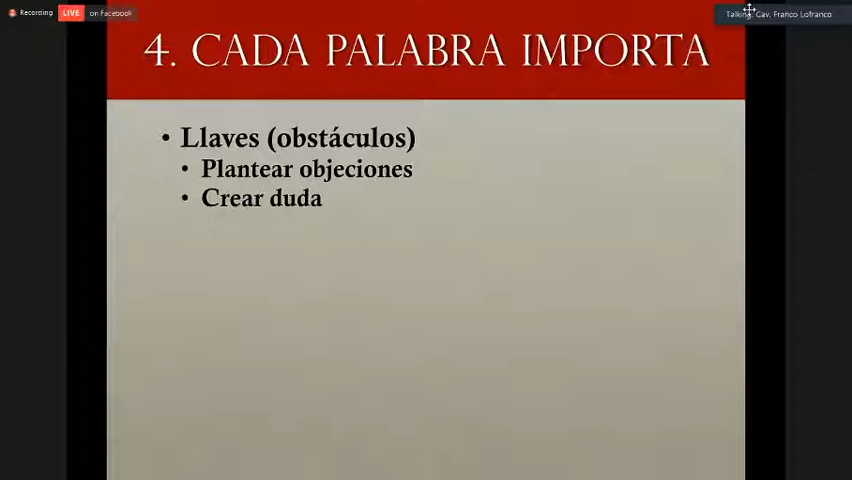 Recording LIVE on Facebook
Talking: Cav. Franco Lofranco
4. CADA PALABRA IMPORTA
• Llaves (obstáculos)
• Plantear objeciones
• Crear duda